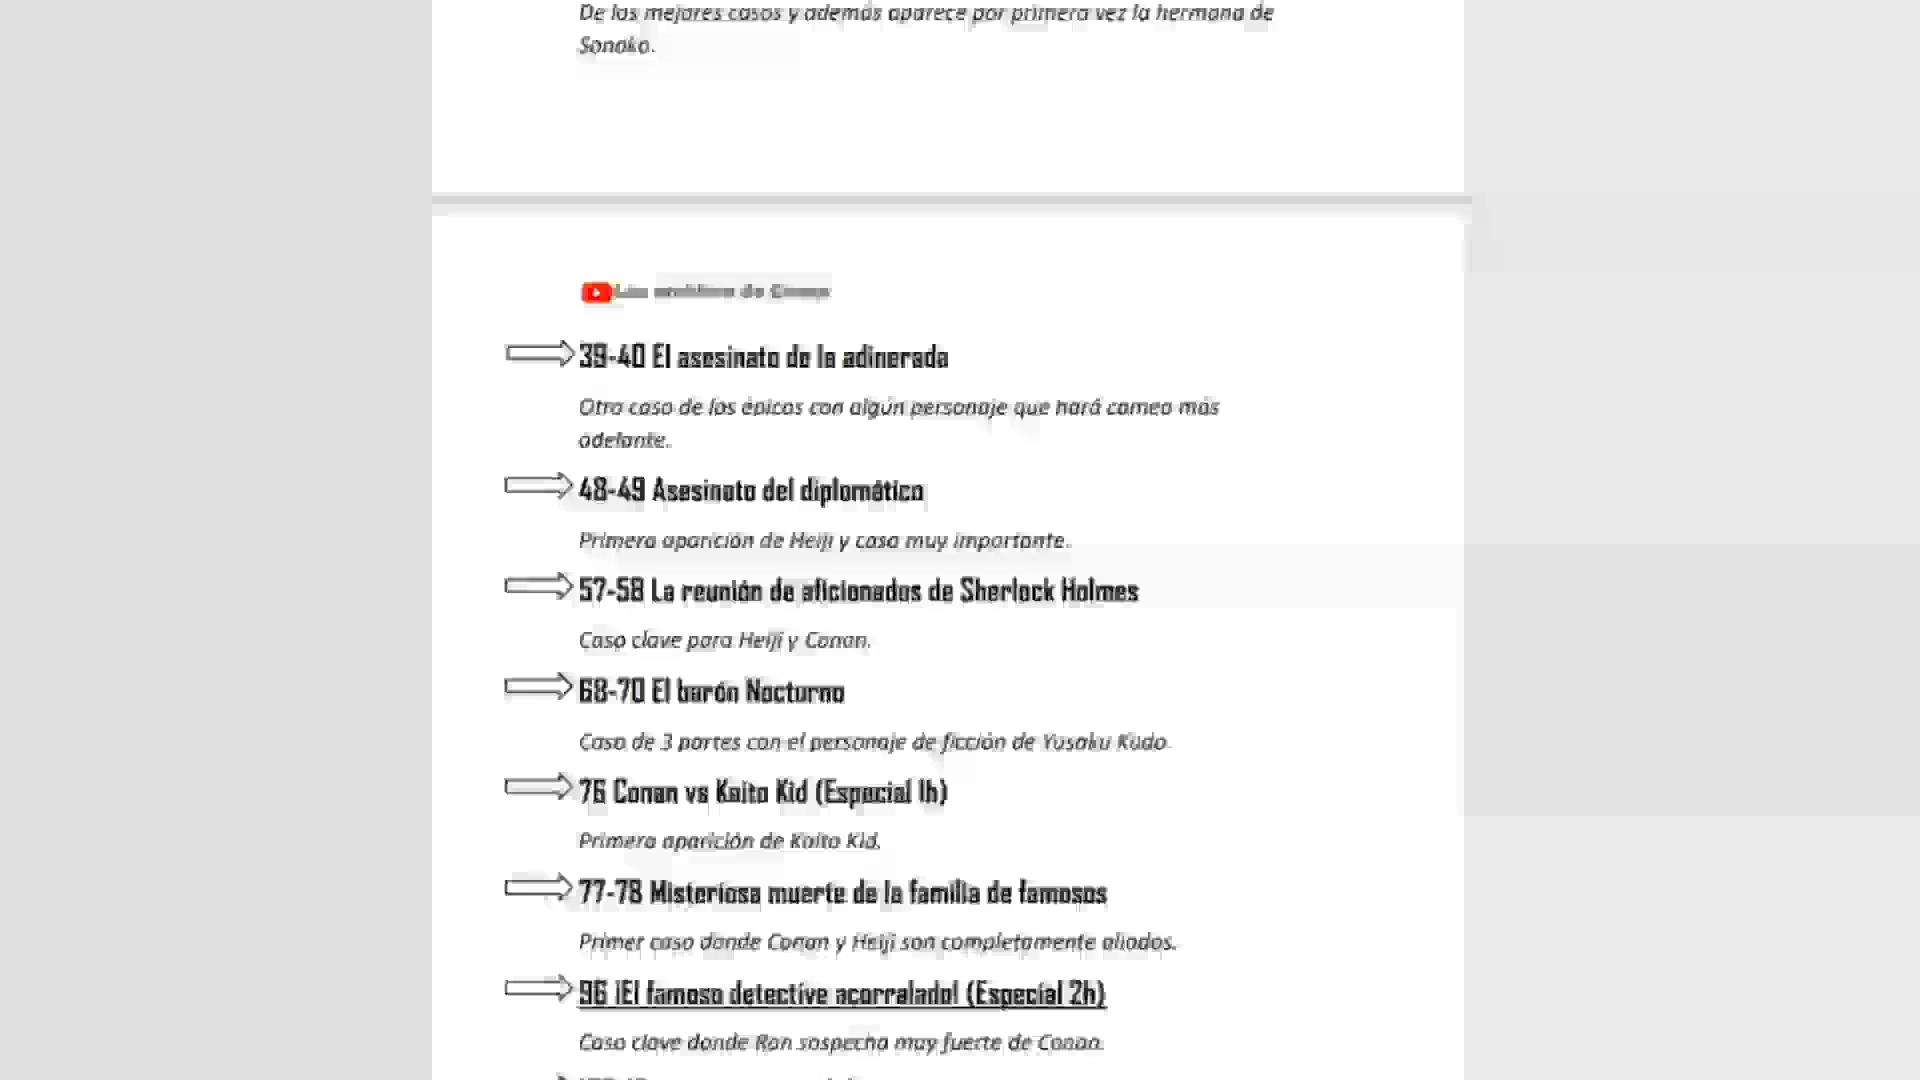 De los mejores casos y además aparece por primera vez la hermana de
Sonoko.
de Conan
39-40 El asesinato de la adinerada
Otro caso de los épicos con algún personaje que hará cameo más
adelante.
48-49 Asesinato del diplomático
Primera aparición de Heiji y caso muy importante.
57-58 La reunión de aficionados de Sherlock Holmes
Caso clave para Heiji y Conan.
68-70 El barón Nocturno
Caso de 3 partes con el personaje de ficción de Yusaku Kudo.
76 Conan vs Kaito Kid (Especial 1h)
Primera aparición de Kaito Kid.
77-78 Misteriosa muerte de la familia de famosos
Primer caso donde Conan y Heiji son completamente aliados.
96 ¡El famoso detective acorralado! (Especial 2h)
Caso clave donde Ran sospecha muy fuerte de Conan.